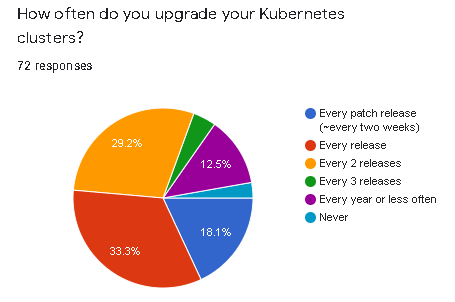 How often do you upgrade your Kubernetes
clusters?
72 responses
Every patch release
(~every two weeks)
Every release
Every 2 releases
Every 3 releases
Every year or less often
Never
29.2%
12.5%
18.1%
33.3%